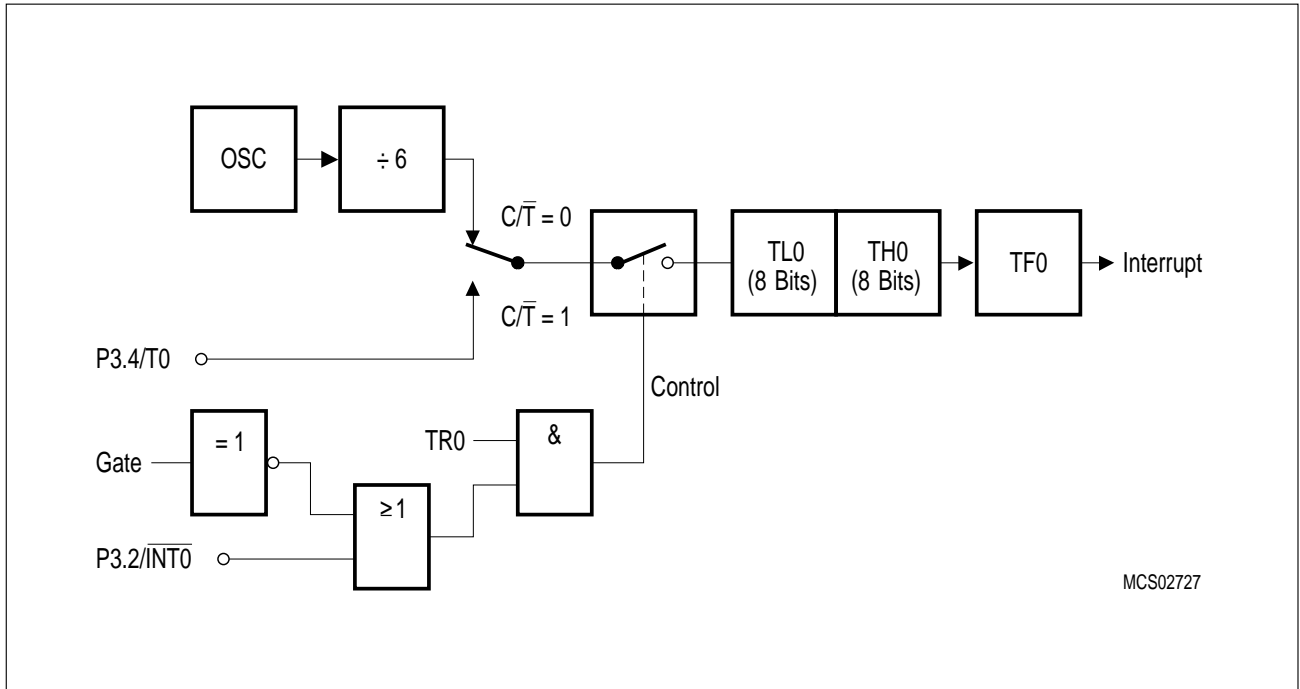 OSC
÷ 6
C/T̅ = 0
C/T̅ = 1
TL0
(8 Bits)
TH0
(8 Bits)
TF0
Interrupt
P3.4/T0
Control
Gate
= 1
TR0
&
≥ 1
P3.2/I̅N̅T̅0̅
MCS02727